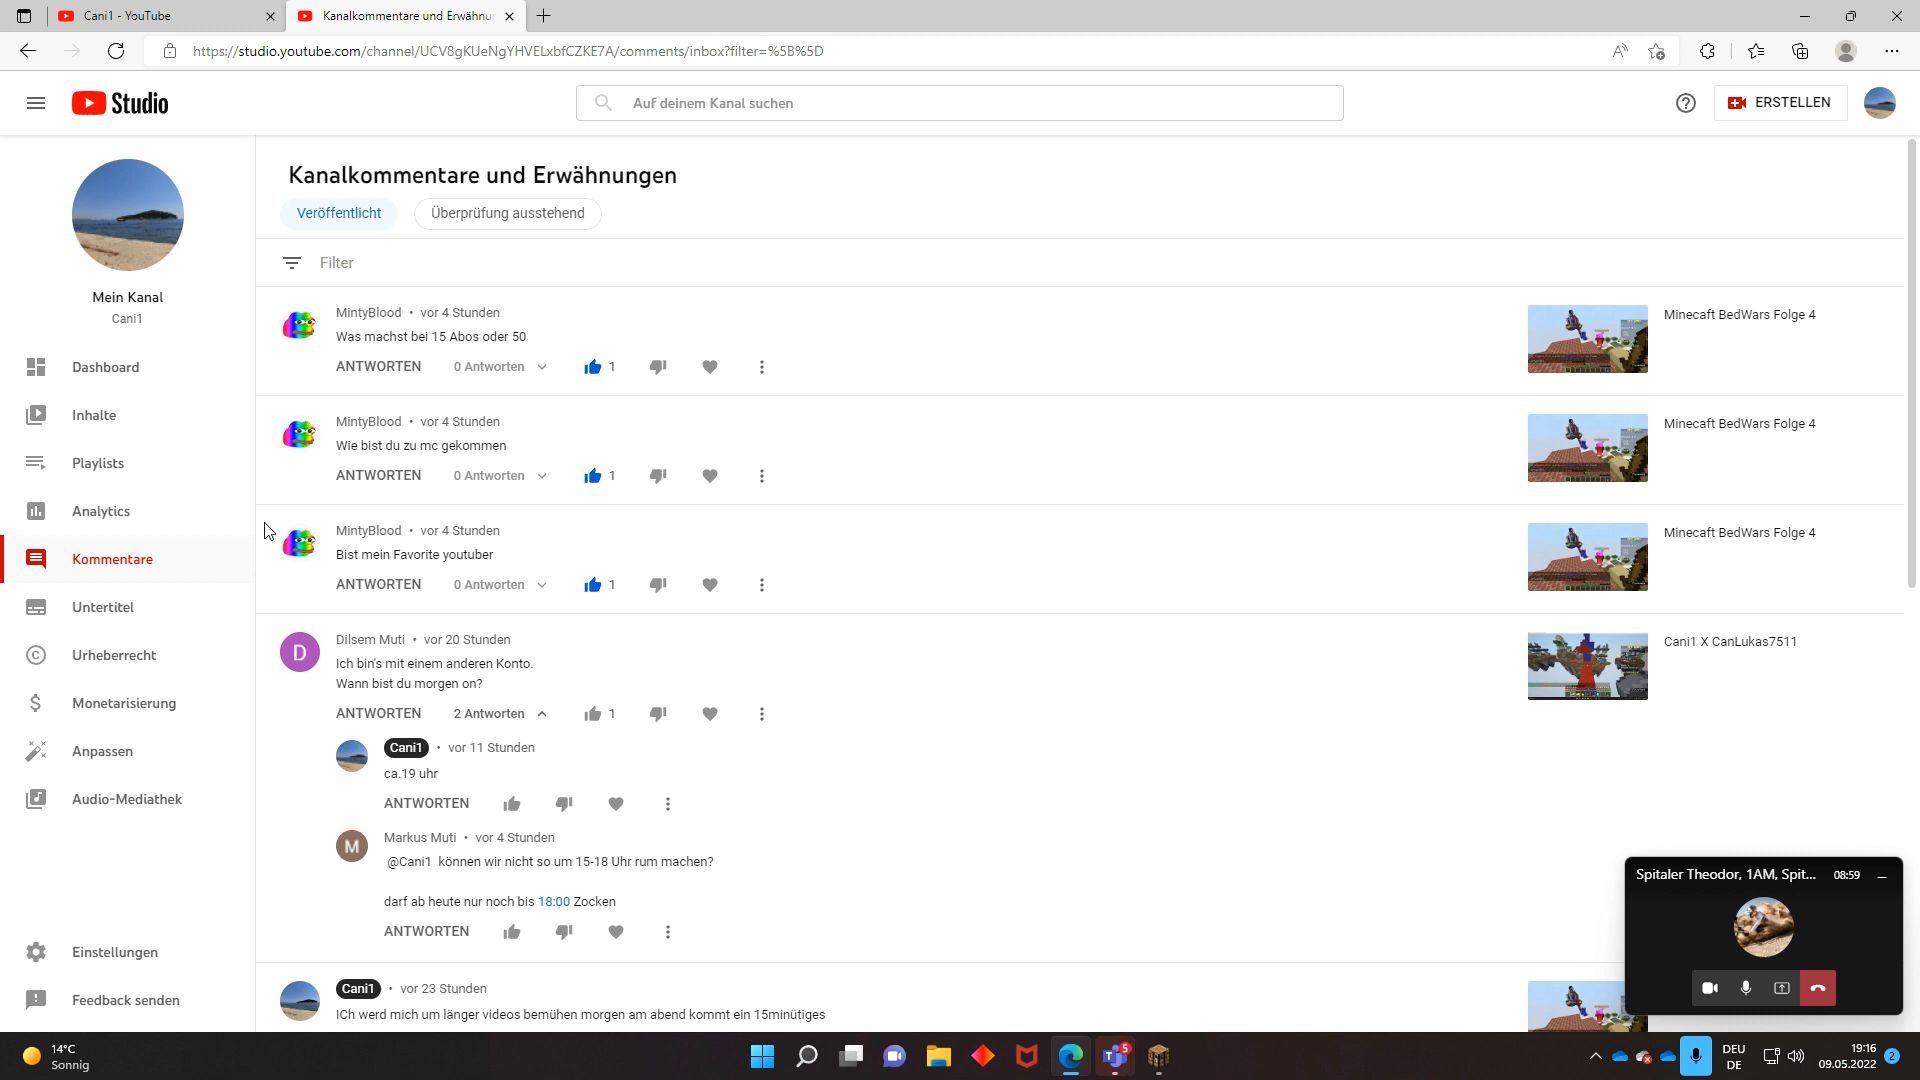 Cani1 - YouTube
Kanalkommentare und Erwähnun
https://studio.youtube.com/channel/UCV8gKUeNgYHVELxbfCZKE7A/comments/inbox?filter=%5B%5D
Studio
Auf deinem Kanal suchen
ERSTELLEN
Mein Kanal
Cani1
Dashboard
Inhalte
Playlists
Analytics
Kommentare
Untertitel
Urheberrecht
Monetarisierung
Anpassen
Audio-Mediathek
Einstellungen
Feedback senden
Kanalkommentare und Erwähnungen
Veröffentlicht
Überprüfung ausstehend
Filter
MintyBlood • vor 4 Stunden
Was machst bei 15 Abos oder 50
ANTWORTEN 0 Antworten 1
Minecaft BedWars Folge 4
MintyBlood • vor 4 Stunden
Wie bist du zu mc gekommen
ANTWORTEN 0 Antworten 1
Minecaft BedWars Folge 4
MintyBlood • vor 4 Stunden
Bist mein Favorite youtuber
ANTWORTEN 0 Antworten 1
Minecaft BedWars Folge 4
D
Dilsem Muti • vor 20 Stunden
Ich bin's mit einem anderen Konto.
Wann bist du morgen on?
ANTWORTEN 2 Antworten 1
Cani1 X CanLukas7511
Cani1 • vor 11 Stunden
ca.19 uhr
ANTWORTEN
M
Markus Muti • vor 4 Stunden
@Cani1 können wir nicht so um 15-18 Uhr rum machen?
darf ab heute nur noch bis 18:00 Zocken
ANTWORTEN
Cani1 • vor 23 Stunden
ICh werd mich um länger videos bemühen morgen am abend kommt ein 15minütiges
Spitaler Theodor, 1AM, Spit... 08:59
14°C
Sonnig
5
DEU
DE
19:16
09.05.2022
2